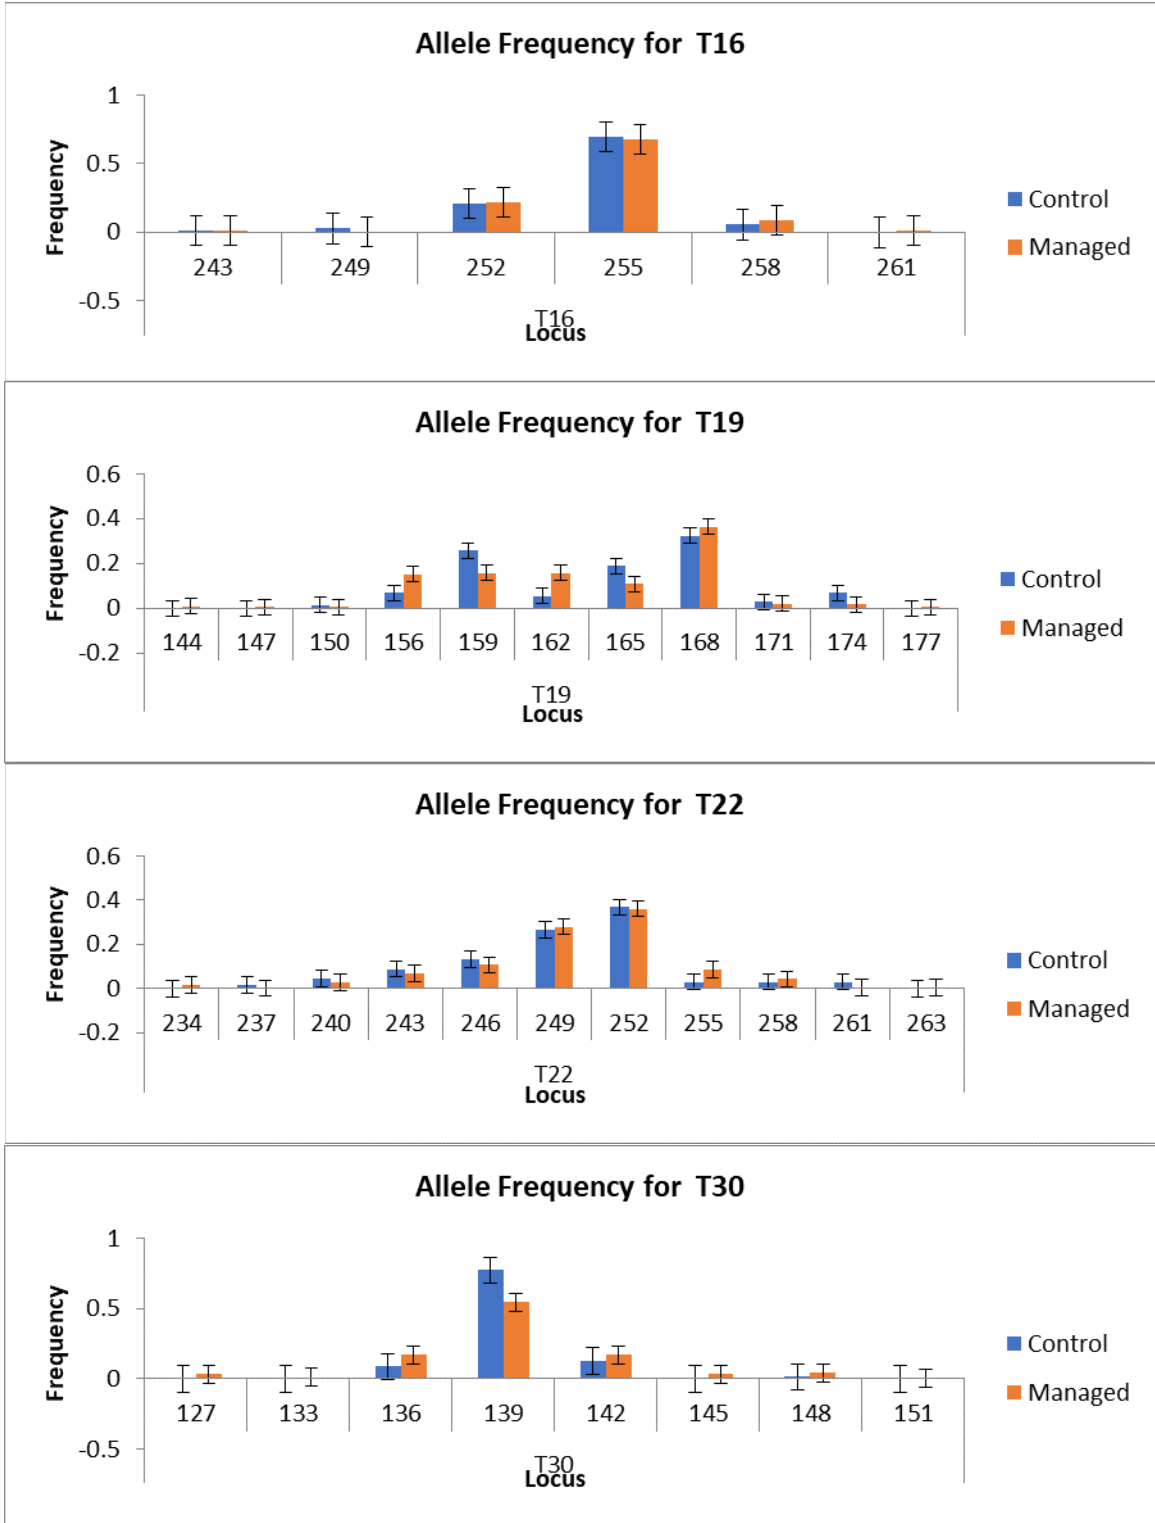 Allele Frequency for T16
Frequency
1
0.5
0
-0.5
243 249 252 255 258 261
T16
Locus
Control
Managed
Allele Frequency for T19
Frequency
0.6
0.4
0.2
0
-0.2
144 147 150 156 159 162 165 168 171 174 177
T19
Locus
Control
Managed
Allele Frequency for T22
Frequency
0.6
0.4
0.2
0
-0.2
234 237 240 243 246 249 252 255 258 261 263
T22
Locus
Control
Managed
Allele Frequency for T30
Frequency
1
0.5
0
-0.5
127 133 136 139 142 145 148 151
T30
Locus
Control
Managed